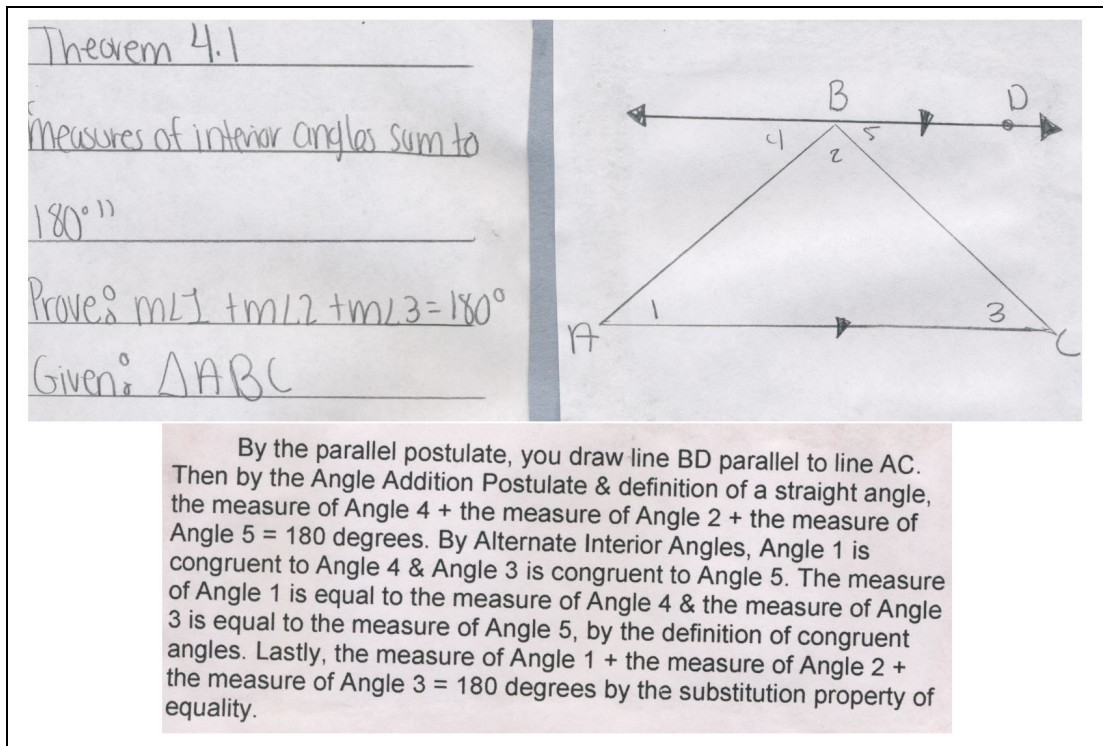 Theorem 4.1
Measures of interior angles sum to
180°"
Prove: m∠1 + m∠2 + m∠3 = 180°
Given: △ABC
B
D
4
5
2
1
3
A
C
By the parallel postulate, you draw line BD parallel to line AC.
Then by the Angle Addition Postulate & definition of a straight angle,
the measure of Angle 4 + the measure of Angle 2 + the measure of
Angle 5 = 180 degrees. By Alternate Interior Angles, Angle 1 is
congruent to Angle 4 & Angle 3 is congruent to Angle 5. The measure
of Angle 1 is equal to the measure of Angle 4 & the measure of Angle
3 is equal to the measure of Angle 5, by the definition of congruent
angles. Lastly, the measure of Angle 1 + the measure of Angle 2 +
the measure of Angle 3 = 180 degrees by the substitution property of
equality.